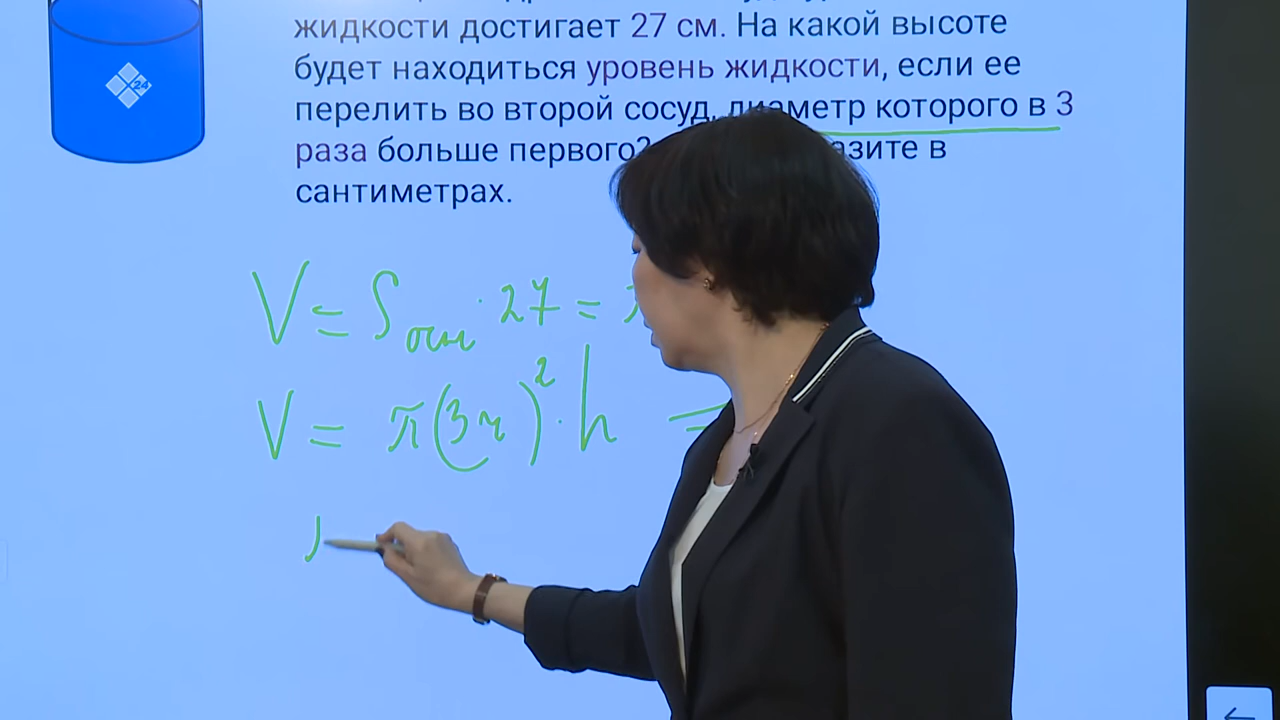 жидкости достигает 27 см. На какой высоте
будет находиться уровень жидкости, если ее
перелить во второй сосуд, диаметр которого в 3
раза больше первого?
сантиметрах.
V = Sосн · 27 =
V = π(3r)² · h =